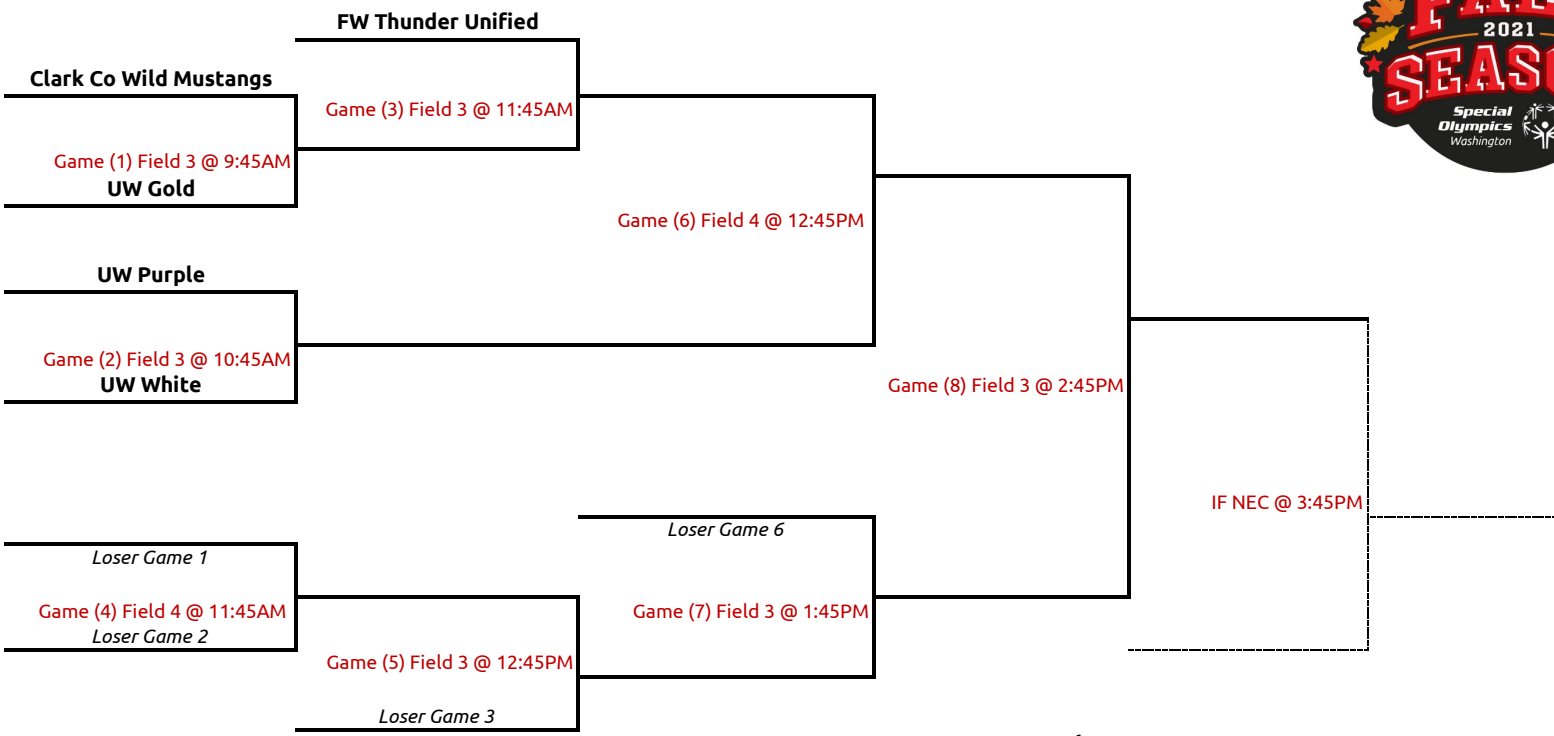 FW Thunder Unified
2021
Clark Co Wild Mustangs
Game (3) Field 3 @ 11:45AM
Special
Olympics
Washington
Game (1) Field 3 @ 9:45AM
UW Gold
Game (6) Field 4 @ 12:45PM
UW Purple
Game (2) Field 3 @ 10:45AM
UW White
Game (8) Field 3 @ 2:45PM
IF NEC @ 3:45PM
Loser Game 6
Loser Game 1
Game (4) Field 4 @ 11:45AM
Loser Game 2
Game (7) Field 3 @ 1:45PM
Game (5) Field 3 @ 12:45PM
Loser Game 3